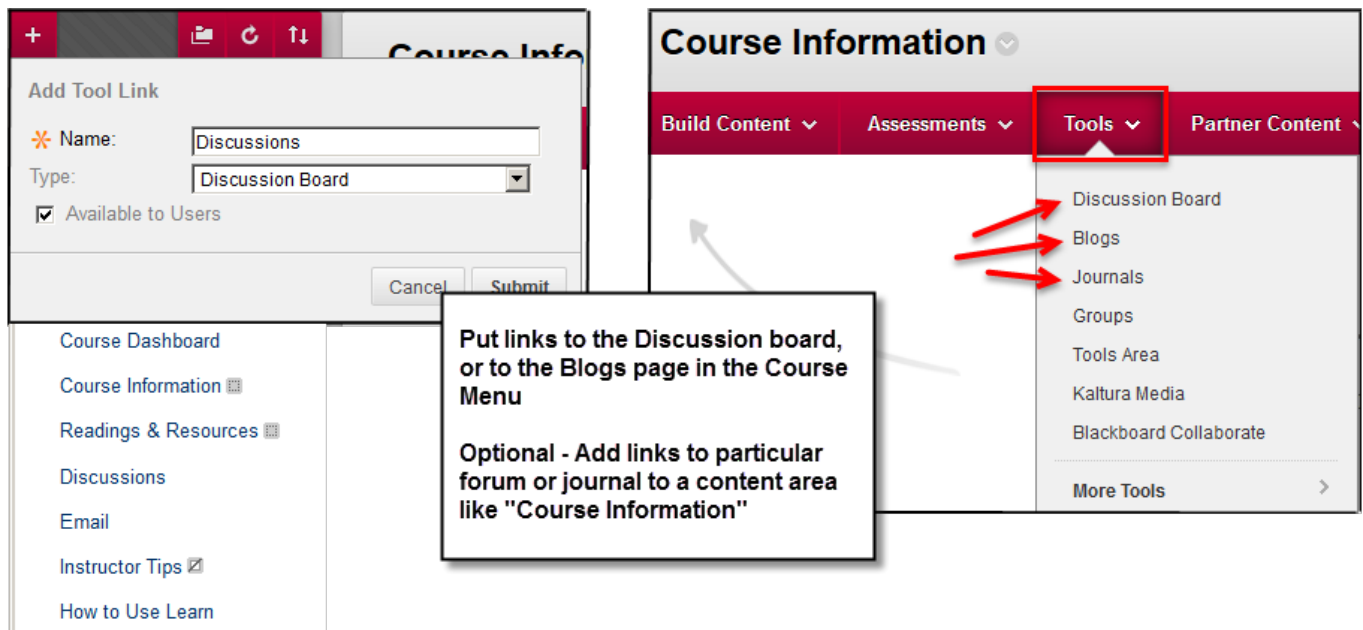 Course Info
Add Tool Link
Name: Discussions
Type: Discussion Board
Available to Users
Cancel Submit
Course Dashboard
Course Information
Readings & Resources
Discussions
Email
Instructor Tips
How to Use Learn
Put links to the Discussion board,
or to the Blogs page in the Course
Menu
Optional - Add links to particular
forum or journal to a content area
like "Course Information"
Course Information
Build Content Assessments Tools Partner Content
Discussion Board
Blogs
Journals
Groups
Tools Area
Kaltura Media
Blackboard Collaborate
More Tools